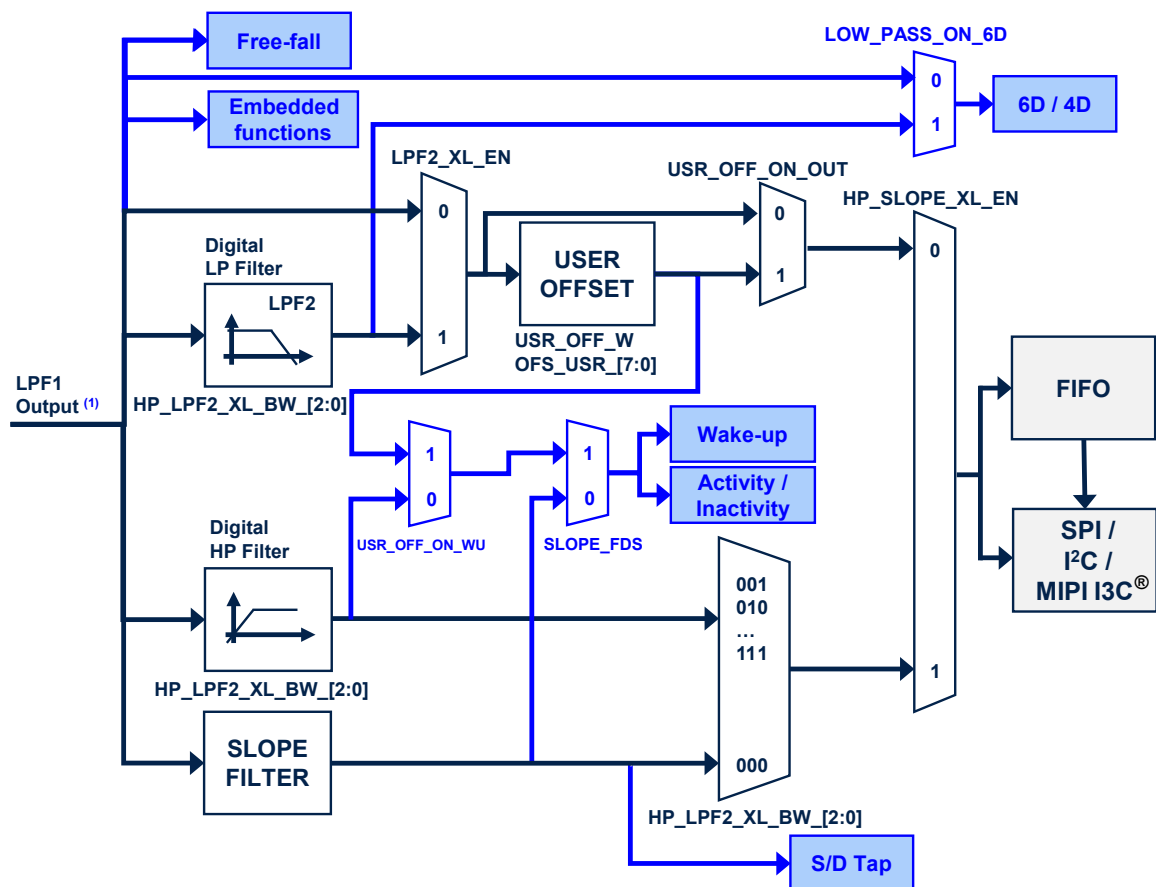 Free-fall
LOW_PASS_ON_6D
0
6D / 4D
Embedded
functions
1
LPF2_XL_EN
USR_OFF_ON_OUT
HP_SLOPE_XL_EN
0
0
0
Digital
LP Filter
LPF2
USER
OFFSET
1
1
USR_OFF_W
OFS_USR_[7:0]
LPF1
Output (1)
HP_LPF2_XL_BW_[2:0]
FIFO
1
0
USR_OFF_ON_WU
1
0
SLOPE_FDS
Wake-up
Activity /
Inactivity
SPI /
I²C /
MIPI I3C®
Digital
HP Filter
001
010
...
111
HP_LPF2_XL_BW_[2:0]
1
SLOPE
FILTER
000
HP_LPF2_XL_BW_[2:0]
S/D Tap